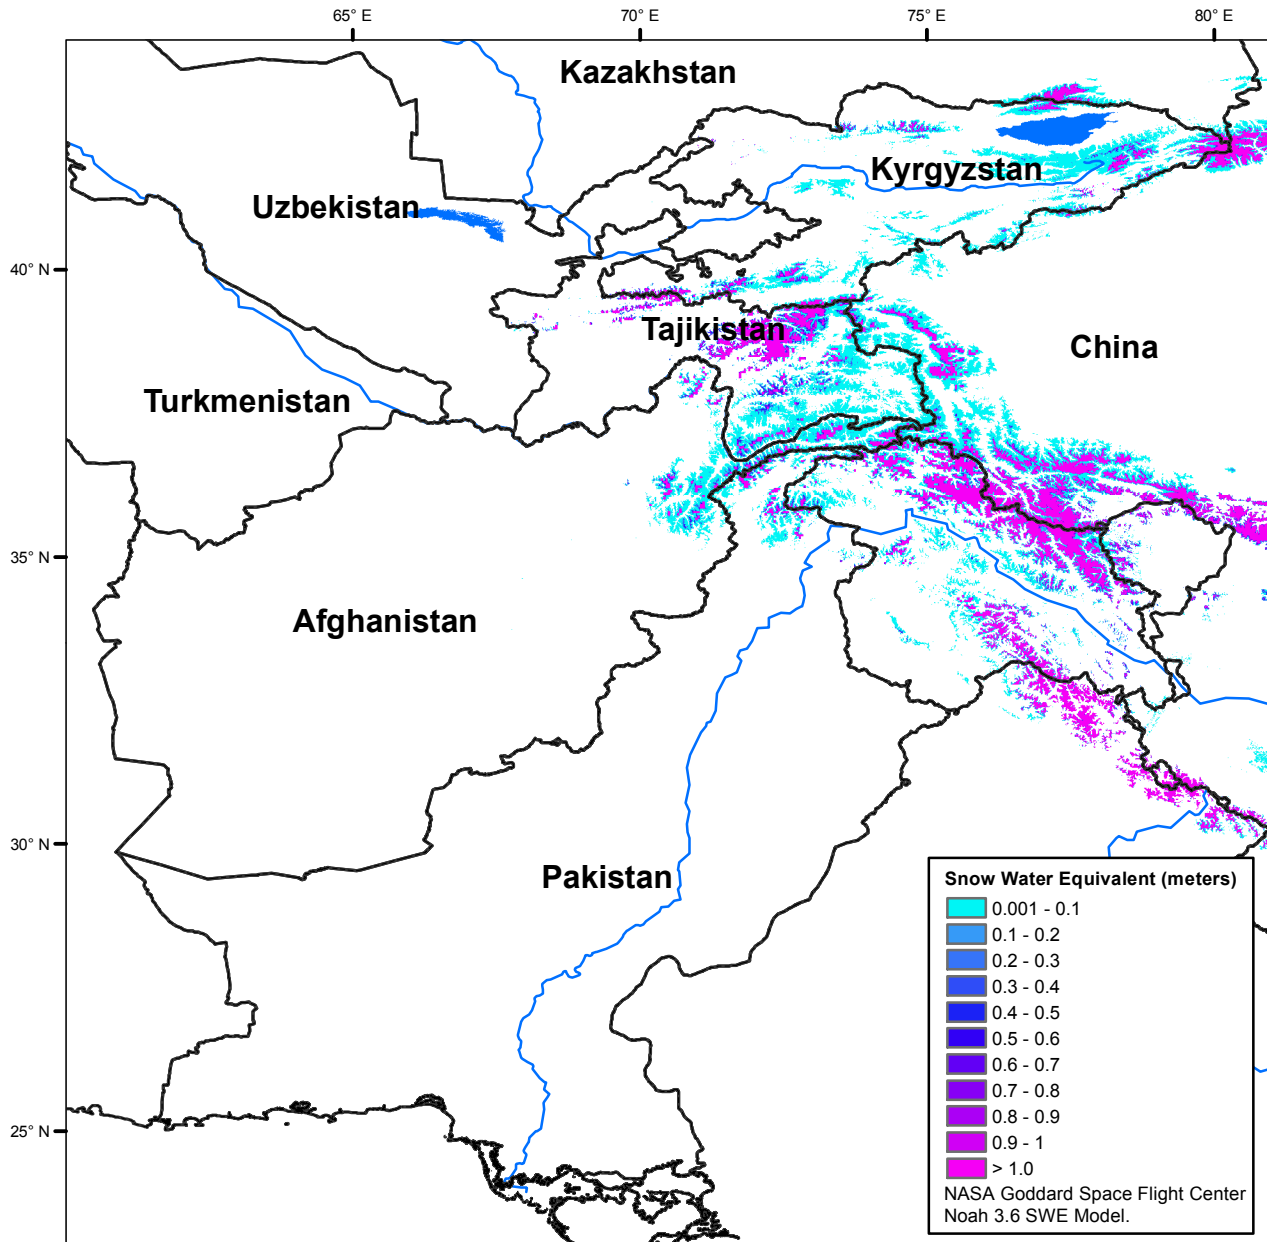 65° E
70° E
75° E
80° E
Kazakhstan
Kyrgyzstan
Uzbekistan
40° N
Tajikistan
China
Turkmenistan
35° N
Afghanistan
30° N
Pakistan
25° N
Snow Water Equivalent (meters)
0.001 - 0.1
0.1 - 0.2
0.2 - 0.3
0.3 - 0.4
0.4 - 0.5
0.5 - 0.6
0.6 - 0.7
0.7 - 0.8
0.8 - 0.9
0.9 - 1
> 1.0
NASA Goddard Space Flight Center
Noah 3.6 SWE Model.